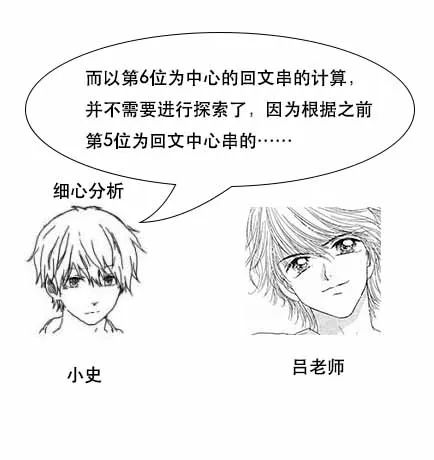 而以第6位为中心的回文串的计算，
并不需要进行探索了，因为根据之前
第5位为回文中心串的……
细心分析
小史
吕老师